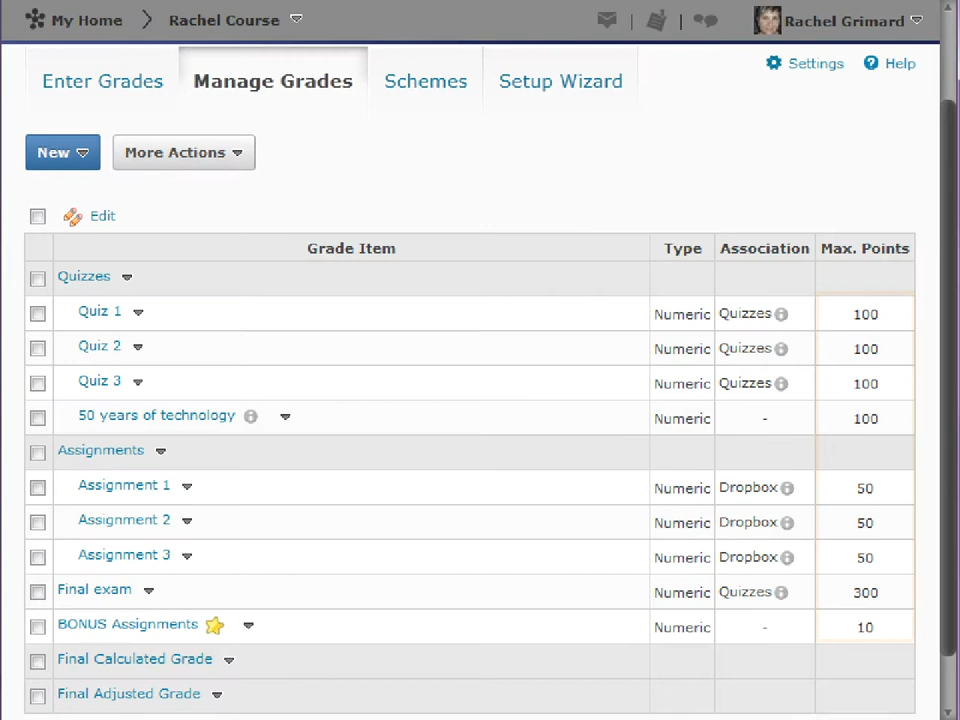 My Home Rachel Course Rachel Grimard
Enter Grades Manage Grades Schemes Setup Wizard Settings Help
New More Actions
Edit
Grade Item Type Association Max. Points
Quizzes
Quiz 1 Numeric Quizzes 100
Quiz 2 Numeric Quizzes 100
Quiz 3 Numeric Quizzes 100
50 years of technology Numeric - 100
Assignments
Assignment 1 Numeric Dropbox 50
Assignment 2 Numeric Dropbox 50
Assignment 3 Numeric Dropbox 50
Final exam Numeric Quizzes 300
BONUS Assignments Numeric - 10
Final Calculated Grade
Final Adjusted Grade